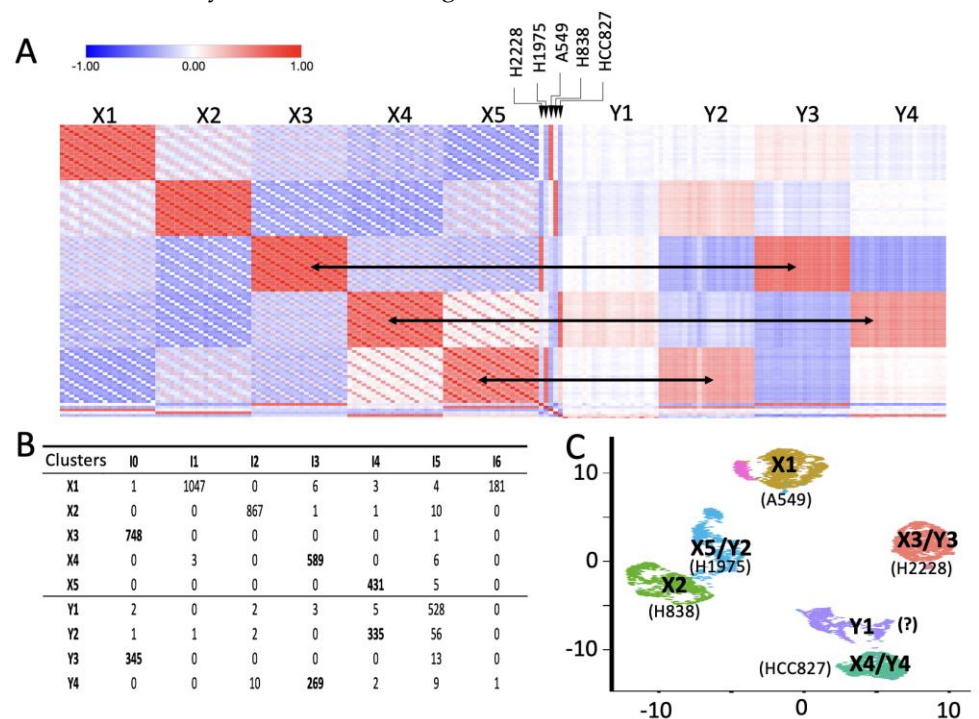 A
-1.00 0.00 1.00
H2228 H1975 A549 H838 HCC827
X1 X2 X3 X4 X5 Y1 Y2 Y3 Y4
B
Clusters I0 I1 I2 I3 I4 I5 I6
X1 1 1047 0 6 3 4 181
X2 0 0 867 1 1 10 0
X3 748 0 0 0 0 1 0
X4 0 3 0 589 0 6 0
X5 0 0 0 0 431 5 0
Y1 2 0 2 3 5 528 0
Y2 1 1 2 0 335 56 0
Y3 345 0 0 0 0 13 0
Y4 0 0 10 269 2 9 1
C
10
0
-10
X1
(A549)
X5/Y2
(H1975)
X3/Y3
(H2228)
X2
(H838)
Y1 (?)
X4/Y4
(HCC827)
-10 0 10